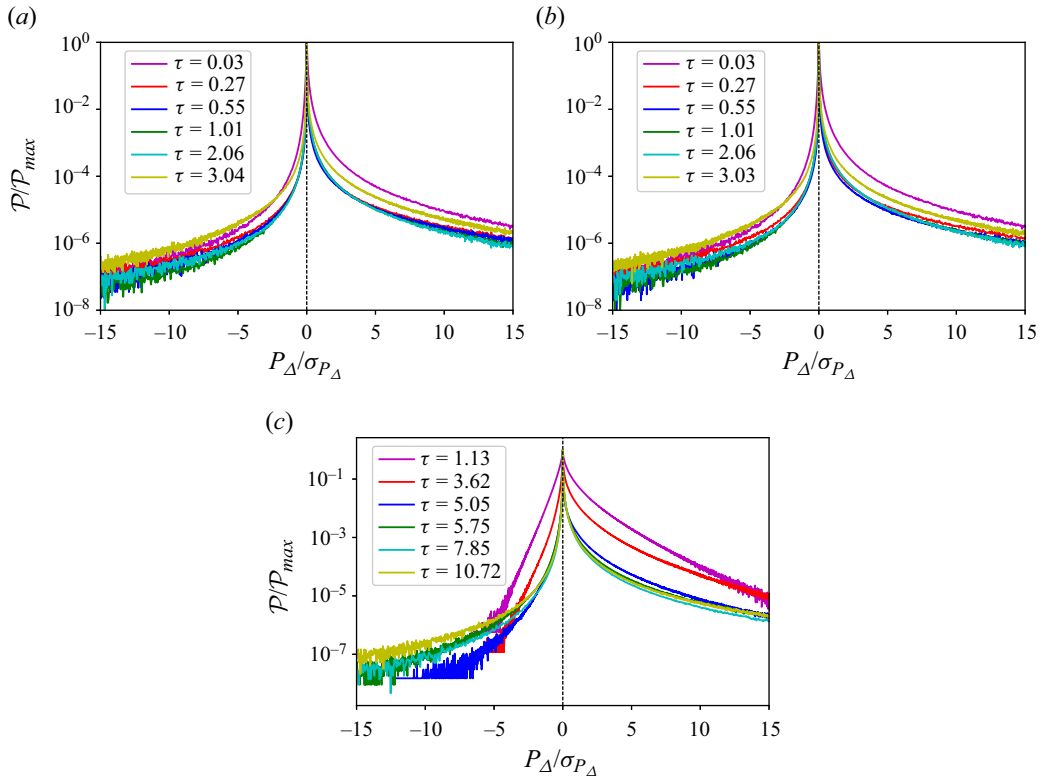 (a)
10^0
10^−2
10^−4
10^−6
10^−8
P/P_max
τ = 0.03
τ = 0.27
τ = 0.55
τ = 1.01
τ = 2.06
τ = 3.04
−15 −10 −5 0 5 10 15
P_Δ/σ_{P_Δ}
(b)
10^0
10^−2
10^−4
10^−6
10^−8
τ = 0.03
τ = 0.27
τ = 0.55
τ = 1.01
τ = 2.06
τ = 3.03
−15 −10 −5 0 5 10 15
P_Δ/σ_{P_Δ}
(c)
10^−1
10^−3
10^−5
10^−7
P/P_max
τ = 1.13
τ = 3.62
τ = 5.05
τ = 5.75
τ = 7.85
τ = 10.72
−15 −10 −5 0 5 10 15
P_Δ/σ_{P_Δ}